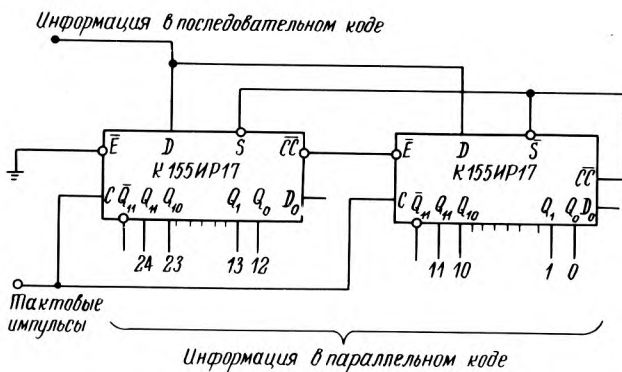 Информация в последовательном коде
E̅ D S C̅C̅
К155ИР17
C Q̅₁₁ Q₁₁ Q₁₀ Q₁ Q₀ D₀
24 23 13 12
E̅ D S̅ C̅C̅
К155ИР17
C Q̅₁₁ Q₁₁ Q₁₀ Q₁ Q₀ D₀
11 10 1 0
Тактовые
импульсы
Информация в параллельном коде